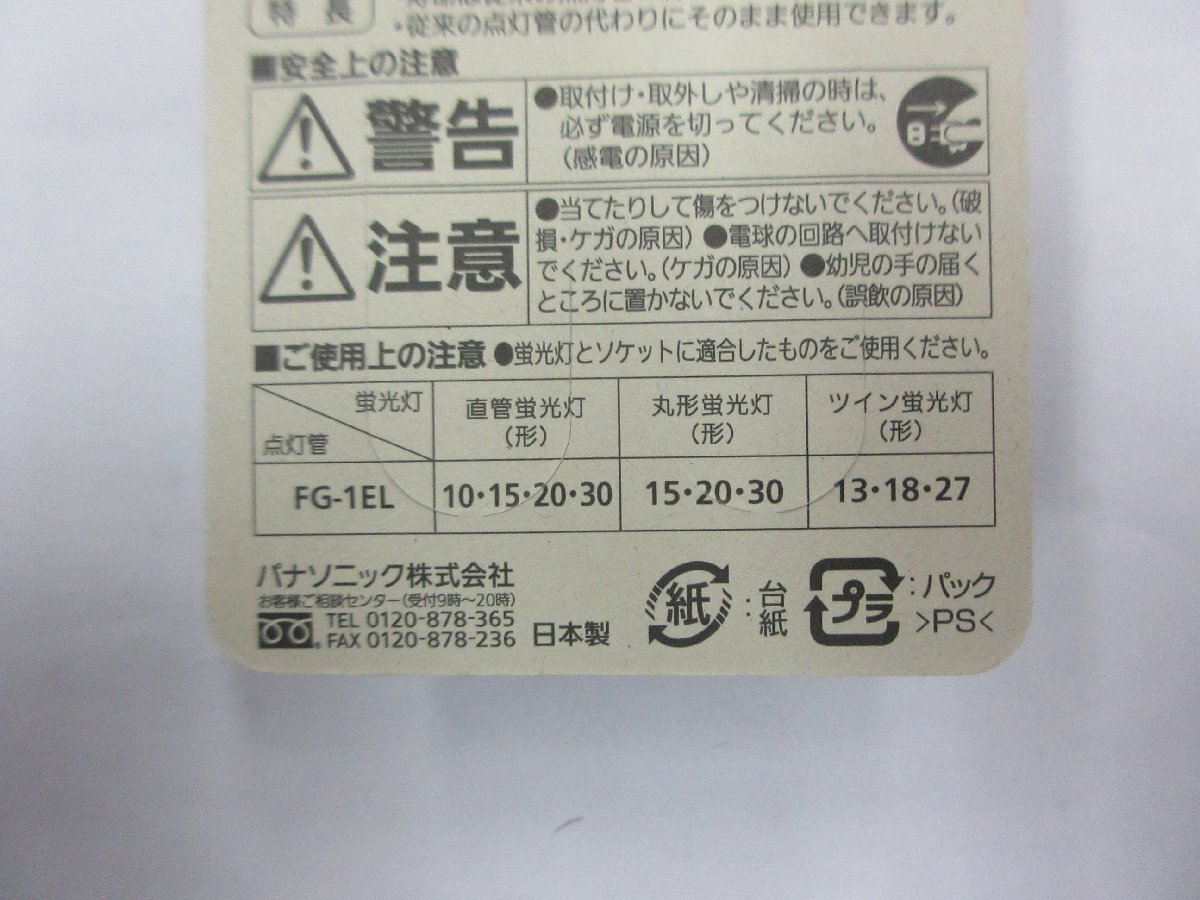 特長
・従来の点灯管の代わりにそのまま使用できます。
■安全上の注意
警告
●取付け・取外しや清掃の時は、
必ず電源を切ってください。
(感電の原因)
注意
●当てたりして傷をつけないでください。(破
損・ケガの原因)●電球の回路へ取付けない
でください。(ケガの原因)●幼児の手の届く
ところに置かないでください。(誤飲の原因)
■ご使用上の注意 ●蛍光灯とソケットに適合したものをご使用ください。
蛍光灯
点灯管
直管蛍光灯
(形)
丸形蛍光灯
(形)
ツイン蛍光灯
(形)
FG-1EL 10・15・20・30 15・20・30 13・18・27
パナソニック株式会社
お客様ご相談センター(受付9時〜20時)
TEL 0120-878-365
FAX 0120-878-236
日本製
紙
:台紙
プラ
:パック
>PS<